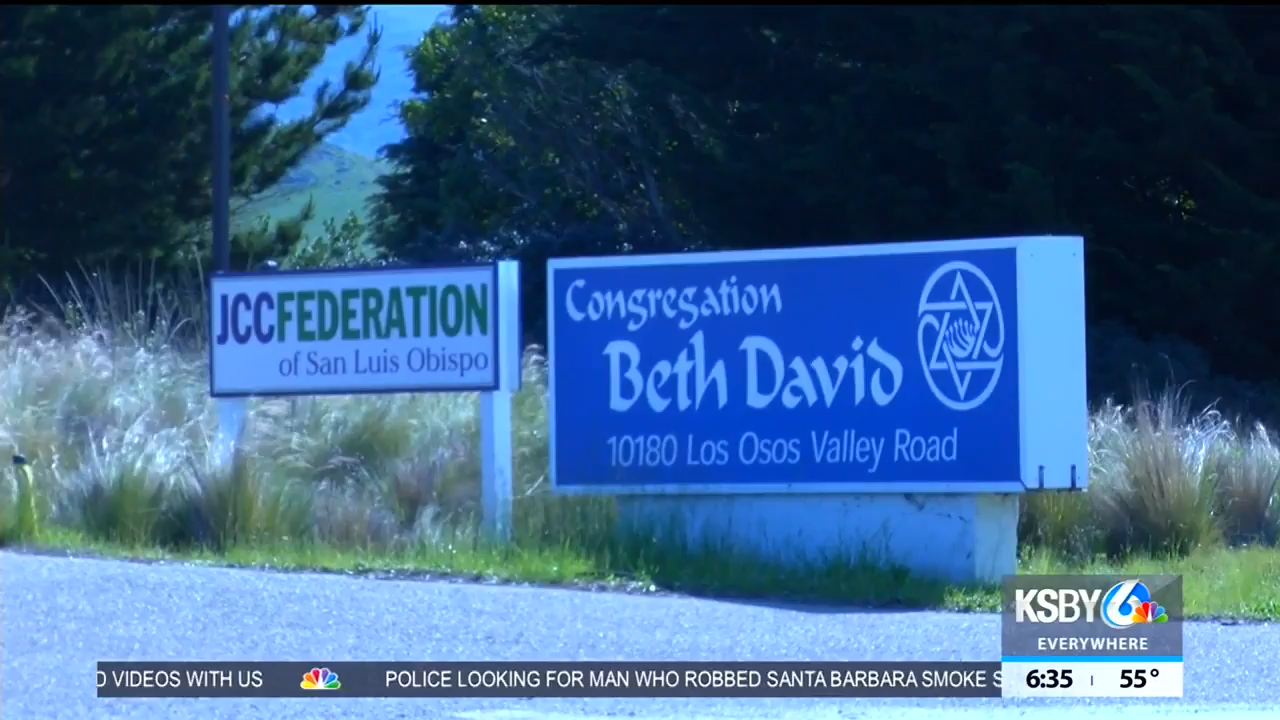 JCCFEDERATION
of San Luis Obispo
Congregation
Beth David
10180 Los Osos Valley Road
KSBY6
EVERYWHERE
6:35 55°
VIDEOS WITH US POLICE LOOKING FOR MAN WHO ROBBED SANTA BARBARA SMOKE